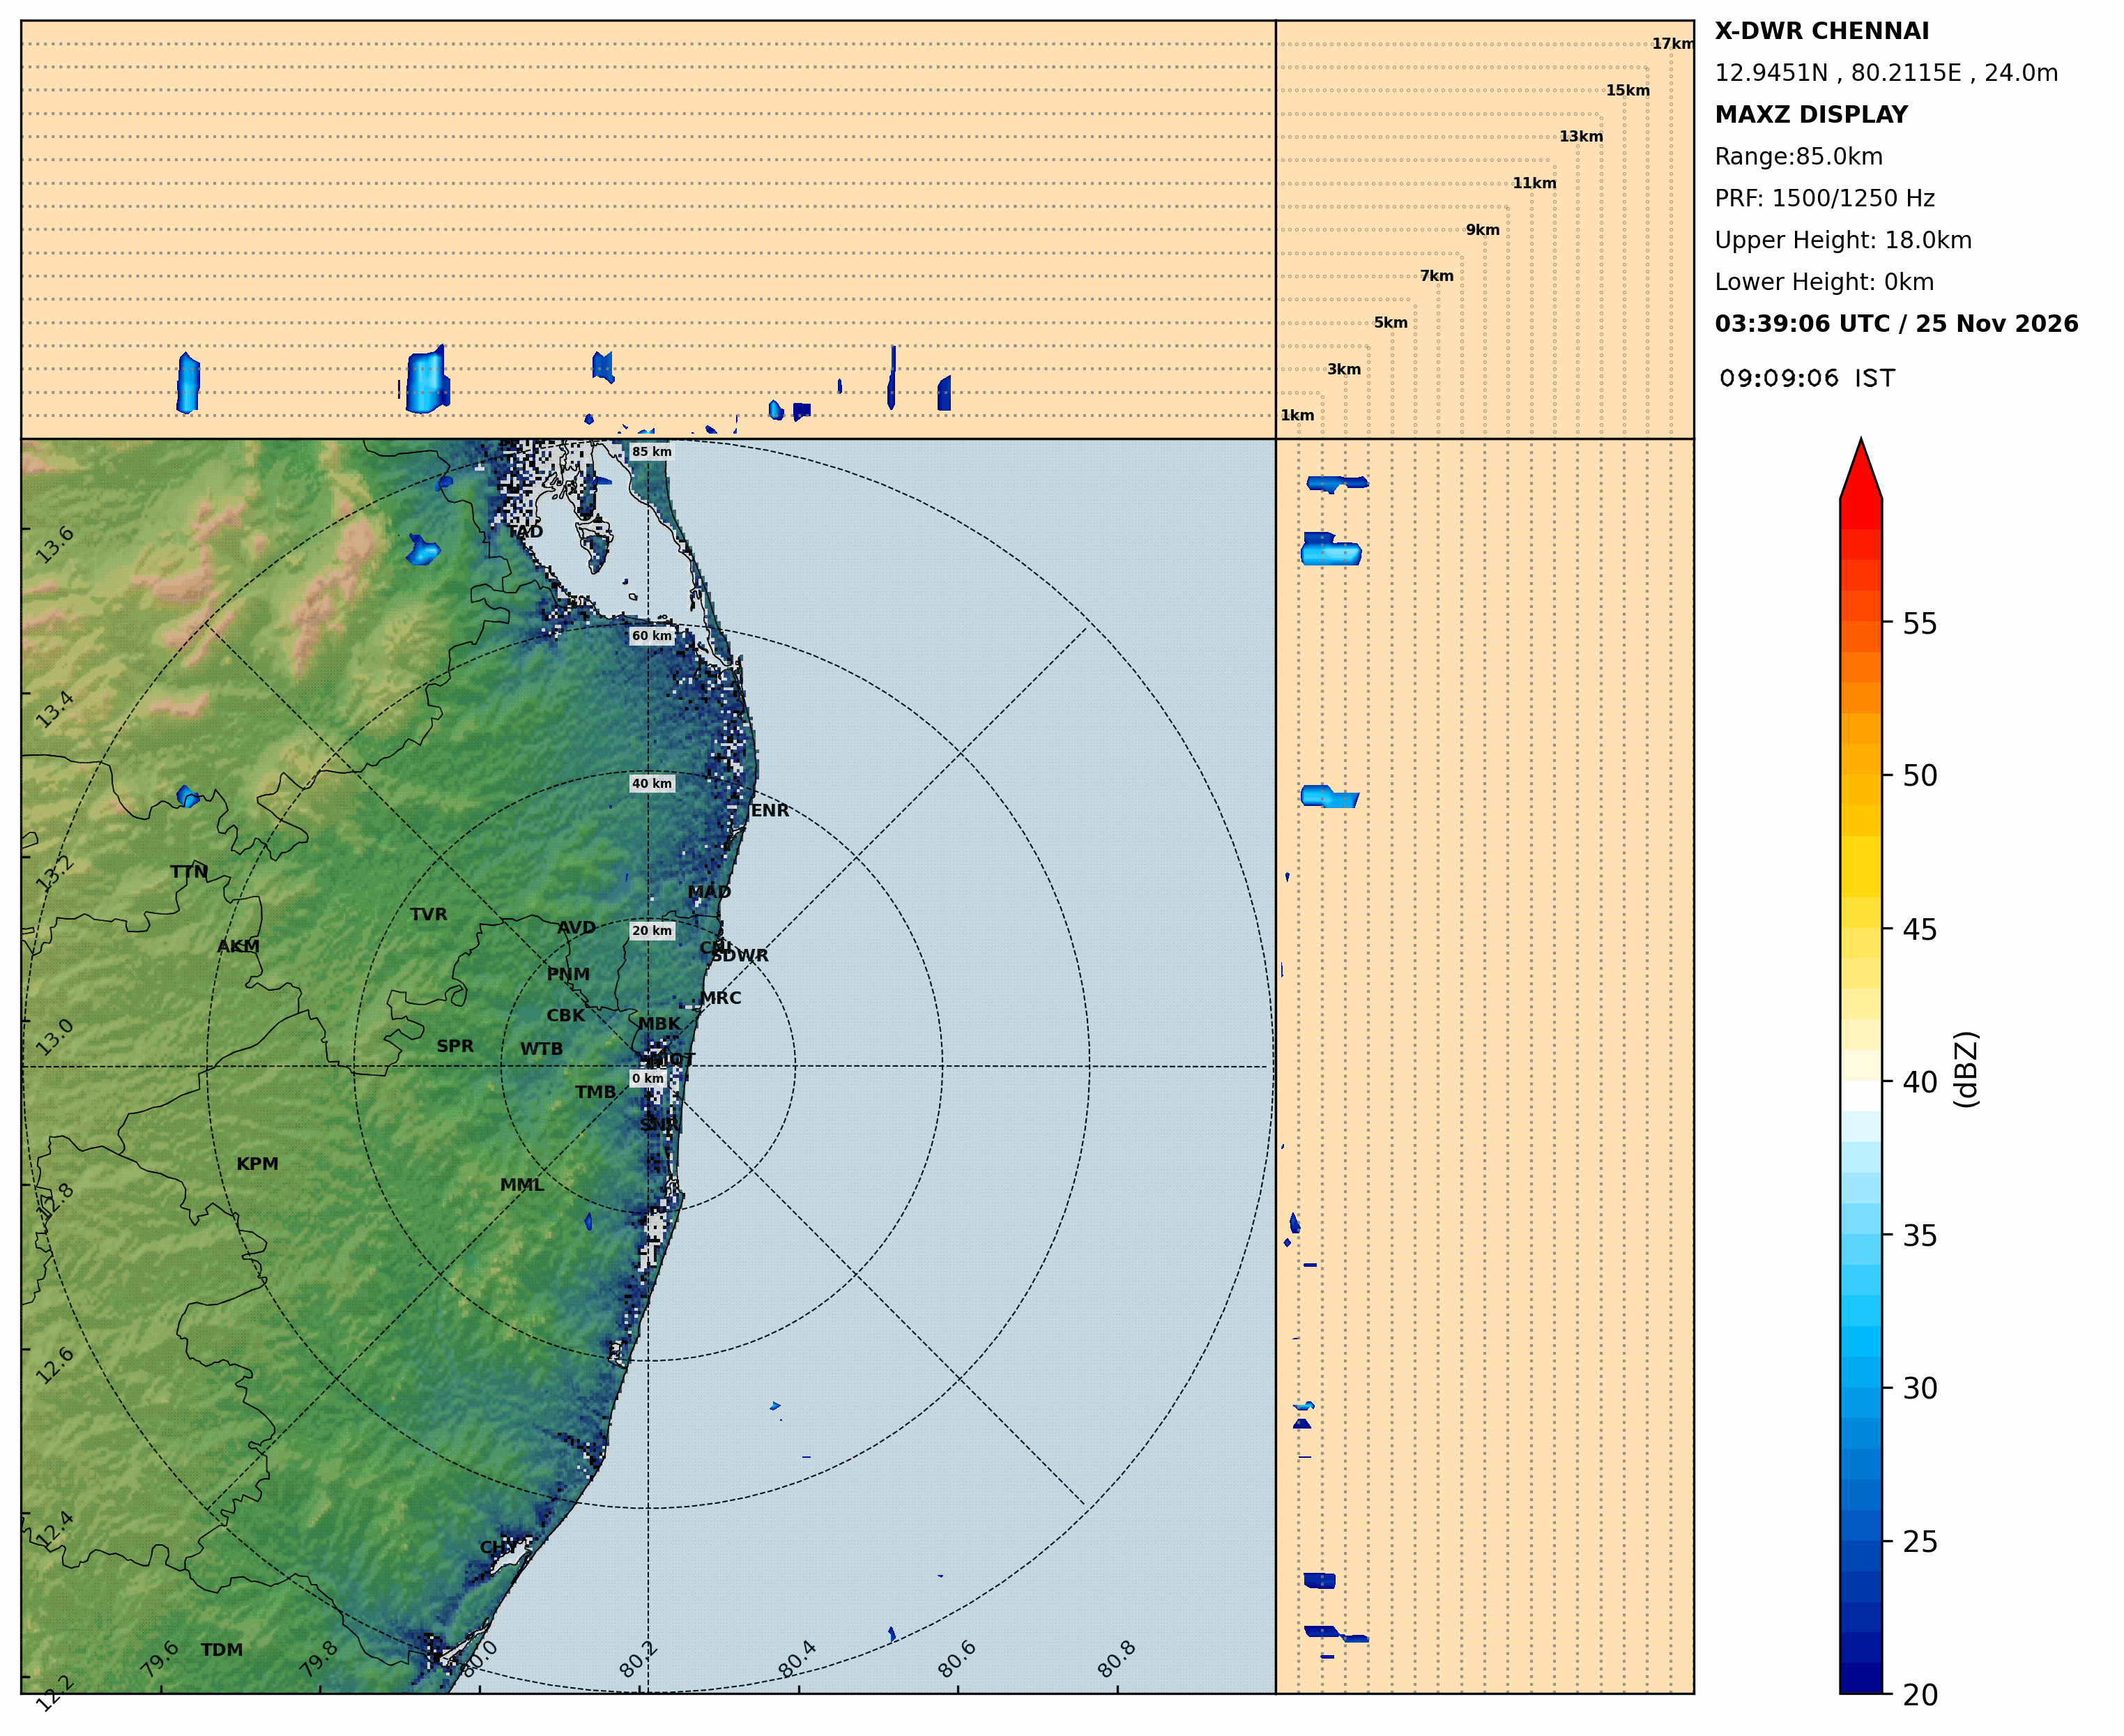 X-DWR CHENNAI
12.9451N , 80.2115E , 24.0m
MAXZ DISPLAY
Range:85.0km
PRF: 1500/1250 Hz
Upper Height: 18.0km
Lower Height: 0km
03:39:06 UTC / 25 Nov 2026
09:09:06 IST
17km
15km
13km
11km
9km
7km
5km
3km
1km
85 km
TAD
13.6
60 km
13.4
40 km
ENR
13.2
TTN
MAD
TVR
AVD
20 km
AKM
SDWR
PNM
MRC
CBK
MBK
13.0
SPR
WTB
0 km
TMB
SNR
KPM
MML
12.8
12.6
12.4
CHY
TDM
12.2
79.6
79.8
80.0
80.2
80.4
80.6
80.8
55
50
45
40
35
30
25
20
(dBZ)